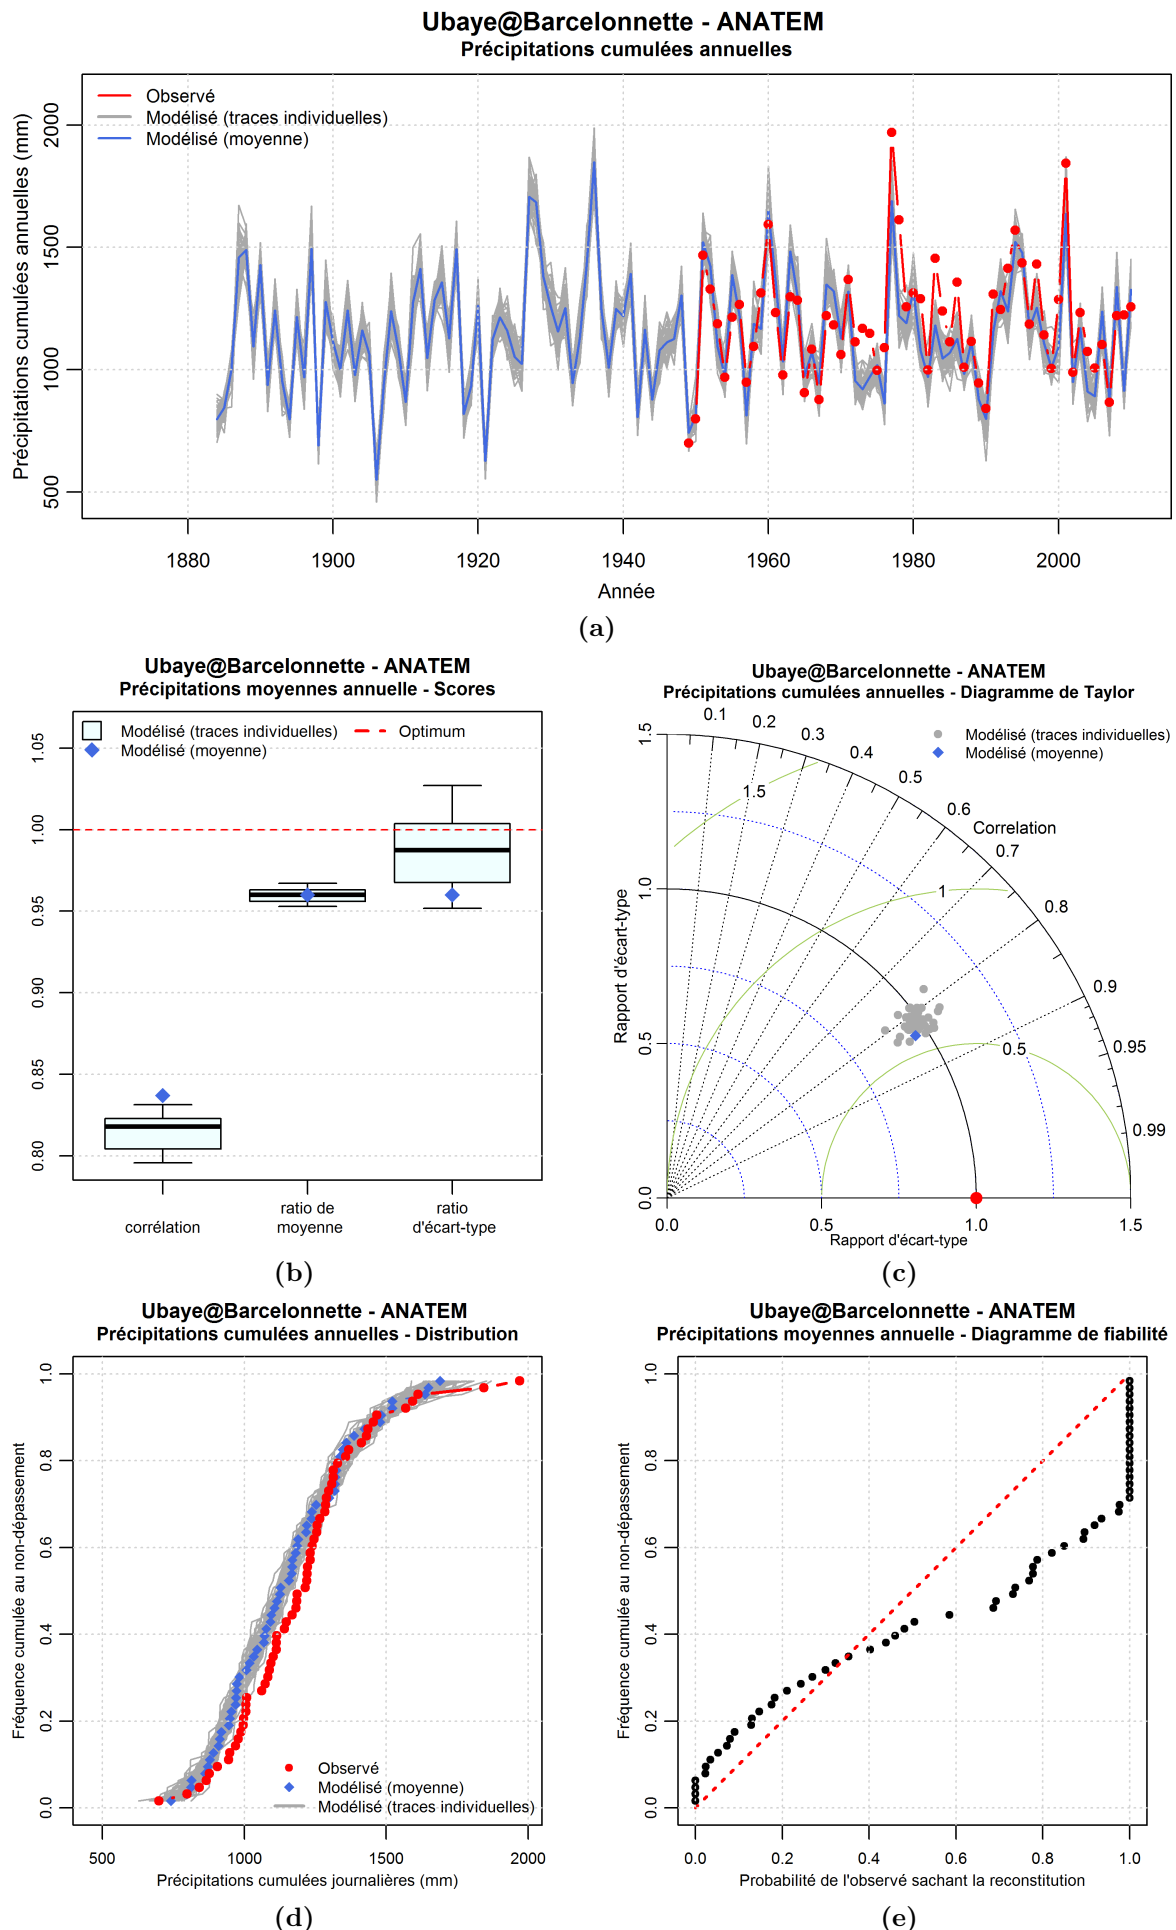 Ubaye@Barcelonnette - ANATEM
Précipitations cumulées annuelles
Observé
Modélisé (traces individuelles)
Modélisé (moyenne)
Précipitations cumulées annuelles (mm)
2000
1500
1000
500
1880 1900 1920 1940 1960 1980 2000
Année
(a)
Ubaye@Barcelonnette - ANATEM
Précipitations moyennes annuelle - Scores
Modélisé (traces individuelles) Optimum
Modélisé (moyenne)
1.05
1.00
0.95
0.90
0.85
0.80
corrélation
ratio de
moyenne
ratio
d'écart-type
(b)
Ubaye@Barcelonnette - ANATEM
Précipitations cumulées annuelles - Diagramme de Taylor
Modélisé (traces individuelles)
Modélisé (moyenne)
0.1 0.2 0.3 0.4 0.5 0.6 0.7 0.8 0.9 0.95 0.99
Correlation
1.5
1
0.5
Rapport d'écart-type
1.5
1.0
0.5
0.0
0.0 0.5 1.0 1.5
Rapport d'écart-type
(c)
Ubaye@Barcelonnette - ANATEM
Précipitations cumulées annuelles - Distribution
Fréquence cumulée au non-dépassement
1.0
0.8
0.6
0.4
0.2
0.0
Observé
Modélisé (moyenne)
Modélisé (traces individuelles)
500 1000 1500 2000
Précipitations cumulées journalières (mm)
(d)
Ubaye@Barcelonnette - ANATEM
Précipitations moyennes annuelle - Diagramme de fiabilité
Fréquence cumulée au non-dépassement
1.0
0.8
0.6
0.4
0.2
0.0
0.0 0.2 0.4 0.6 0.8 1.0
Probabilité de l'observé sachant la reconstitution
(e)